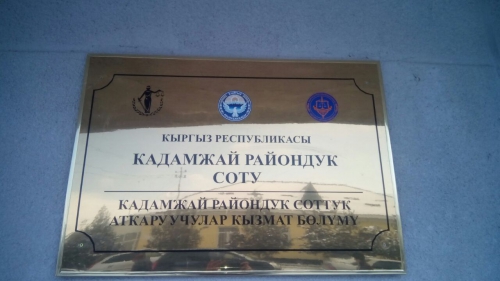 КЫРГЫЗ РЕСПУБЛИКАСЫ
КАДАМЖАЙ РАЙОНДУК
СОТУ
КАДАМЖАЙ РАЙОНДУК СОТТУК
АТКАРУУЧУЛАР КЫЗМАТ БӨЛҮМҮ